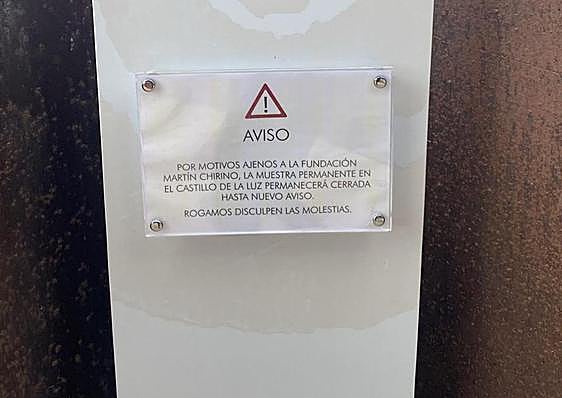 AVISO
POR MOTIVOS AJENOS A LA FUNDACIÓN
MARTÍN CHIRINO, LA MUESTRA PERMANENTE EN
EL CASTILLO DE LA LUZ PERMANECERÁ CERRADA
HASTA NUEVO AVISO.
ROGAMOS DISCULPEN LAS MOLESTIAS.